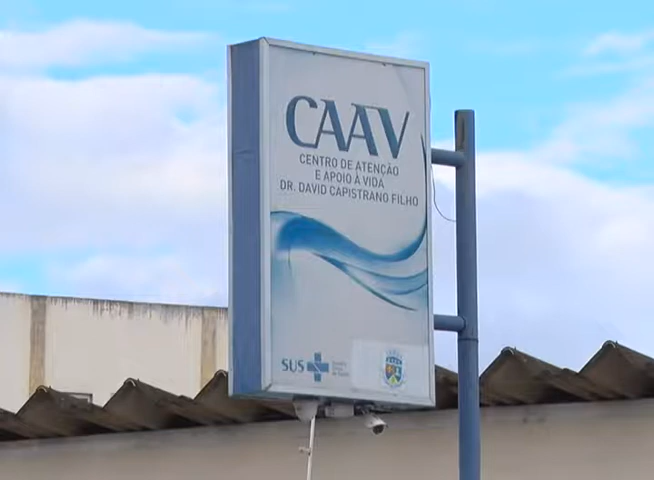 CAAV
CENTRO DE ATENÇÃO
E APOIO À VIDA
DR. DAVID CAPISTRANO FILHO
SUS